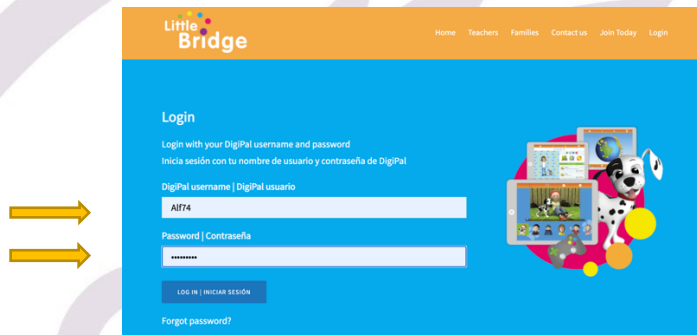 Little
Bridge
Home Teachers Families Contact us Join Today Login
Login
Login with your DigiPal username and password
Inicia sesión con tu nombre de usuario y contraseña de DigiPal
DigiPal username | DigiPal usuario
Alf74
Password | Contraseña
•••••••••
LOG IN | INICIAR SESIÓN
Forgot password?